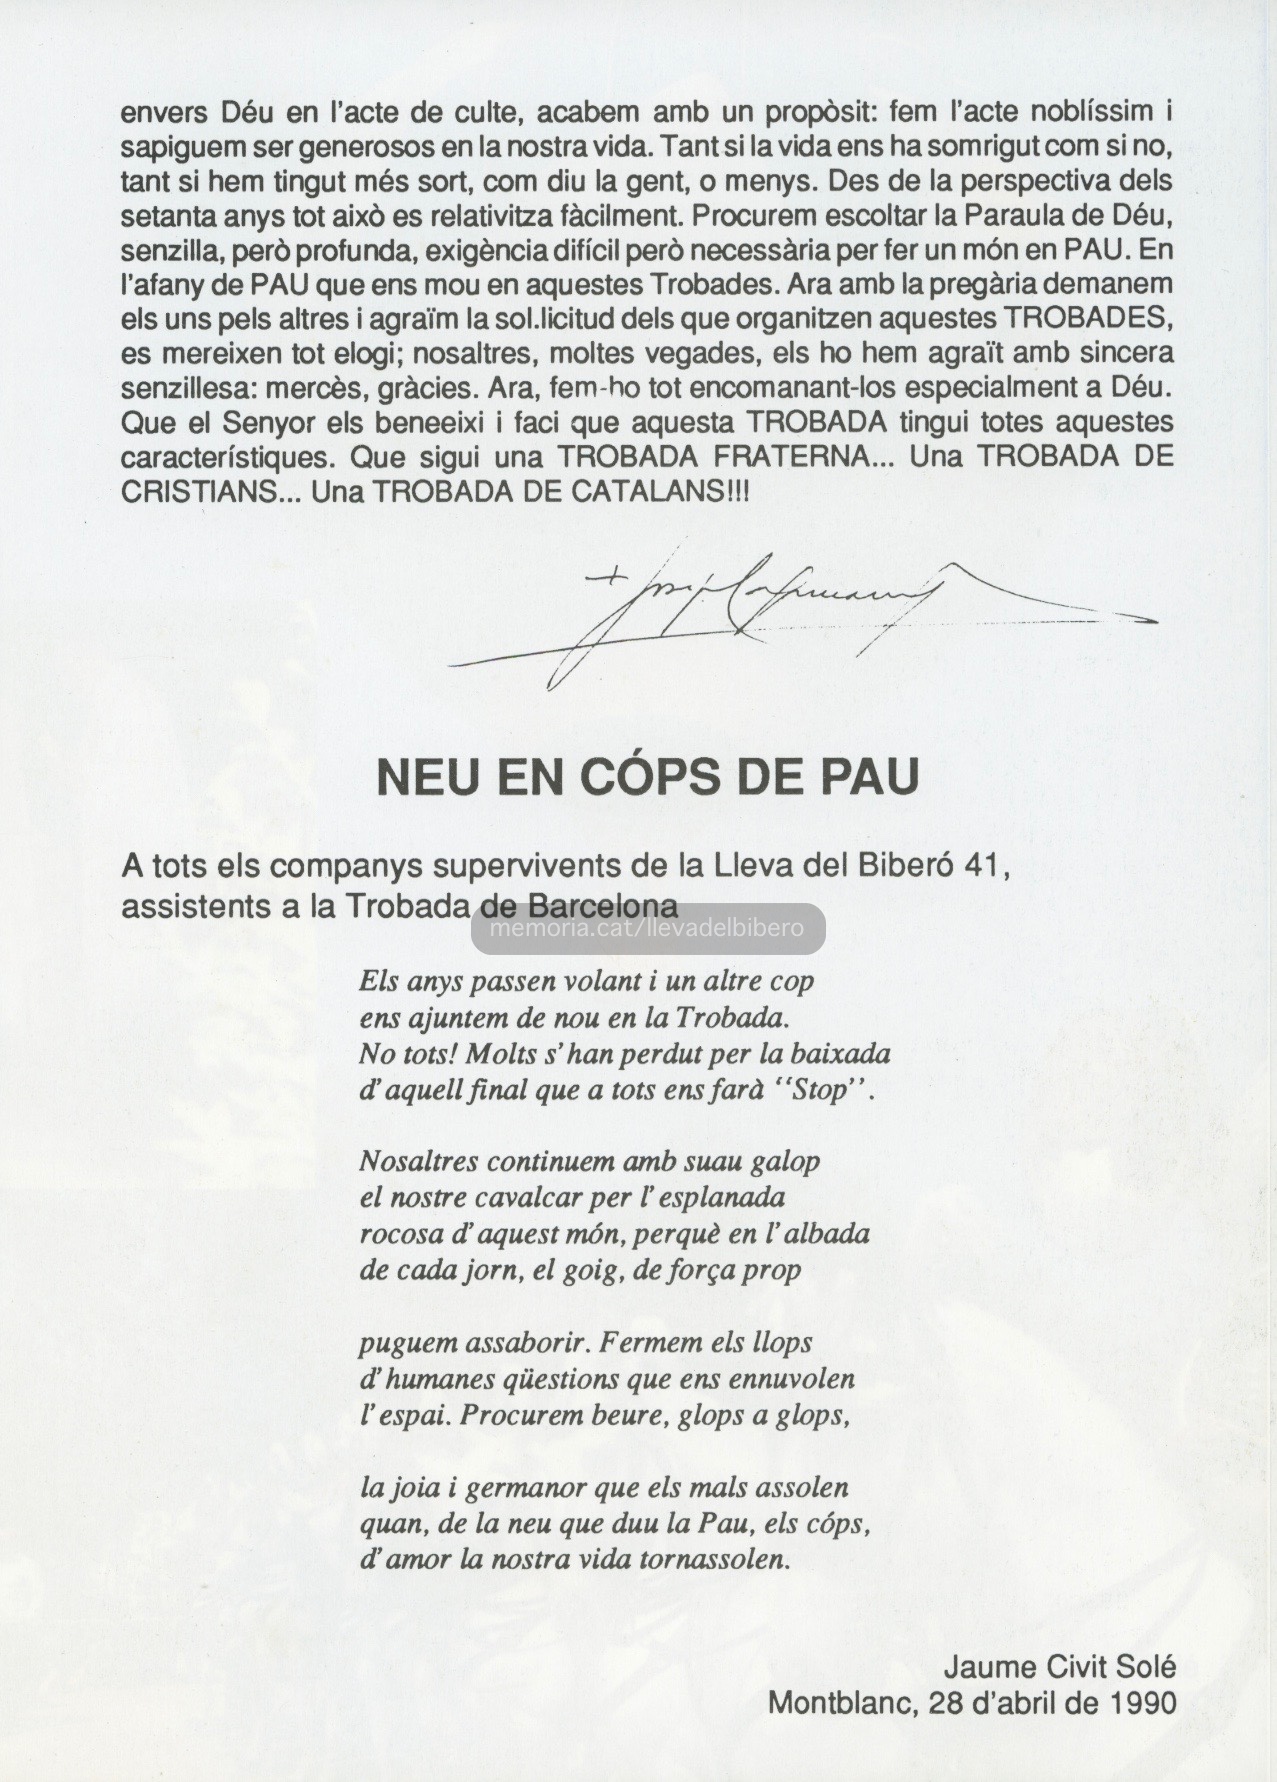 envers Déu en l'acte de culte, acabem amb un propòsit: fem l'acte noblíssim i
sapiguem ser generosos en la nostra vida. Tant si la vida ens ha somrigut com si no,
tant si hem tingut més sort, com diu la gent, o menys. Des de la perspectiva dels
setanta anys tot això es relativitza fàcilment. Procurem escoltar la Paraula de Déu,
senzilla, però profunda, exigència difícil però necessària per fer un món en PAU. En
l'afany de PAU que ens mou en aquestes Trobades. Ara amb la pregària demanem
els uns pels altres i agraïm la sol.licitud dels que organitzen aquestes TROBADES,
es mereixen tot elogi; nosaltres, moltes vegades, els ho hem agraït amb sincera
senzillesa: mercès, gràcies. Ara, fem-ho tot encomanant-los especialment a Déu.
Que el Senyor els beneeixi i faci que aquesta TROBADA tingui totes aquestes
característiques. Que sigui una TROBADA FRATERNA... Una TROBADA DE
CRISTIANS... Una TROBADA DE CATALANS!!!
NEU EN CÓPS DE PAU
A tots els companys supervivents de la Lleva del Biberó 41,
assistents a la Trobada de Barcelona
memoria.cat/llevadelbibero
Els anys passen volant i un altre cop
ens ajuntem de nou en la Trobada.
No tots! Molts s'han perdut per la baixada
d'aquell final que a tots ens farà "Stop".
Nosaltres continuem amb suau galop
el nostre cavalcar per l'esplanada
rocosa d'aquest món, perquè en l'albada
de cada jorn, el goig, de força prop
puguem assaborir. Fermem els llops
d'humanes qüestions que ens ennuvolen
l'espai. Procurem beure, glops a glops,
la joia i germanor que els mals assolen
quan, de la neu que duu la Pau, els cóps,
d'amor la nostra vida tornassolen.
Jaume Civit Solé
Montblanc, 28 d'abril de 1990